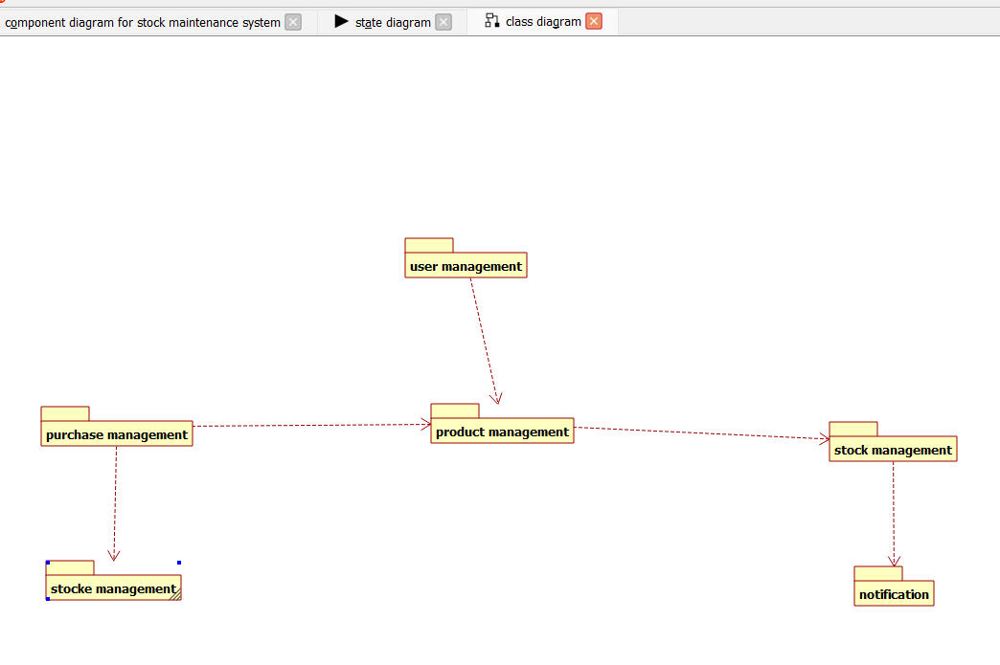 component diagram for stock maintenance system
state diagram
class diagram
user management
purchase management
product management
stock management
stocke management
notification